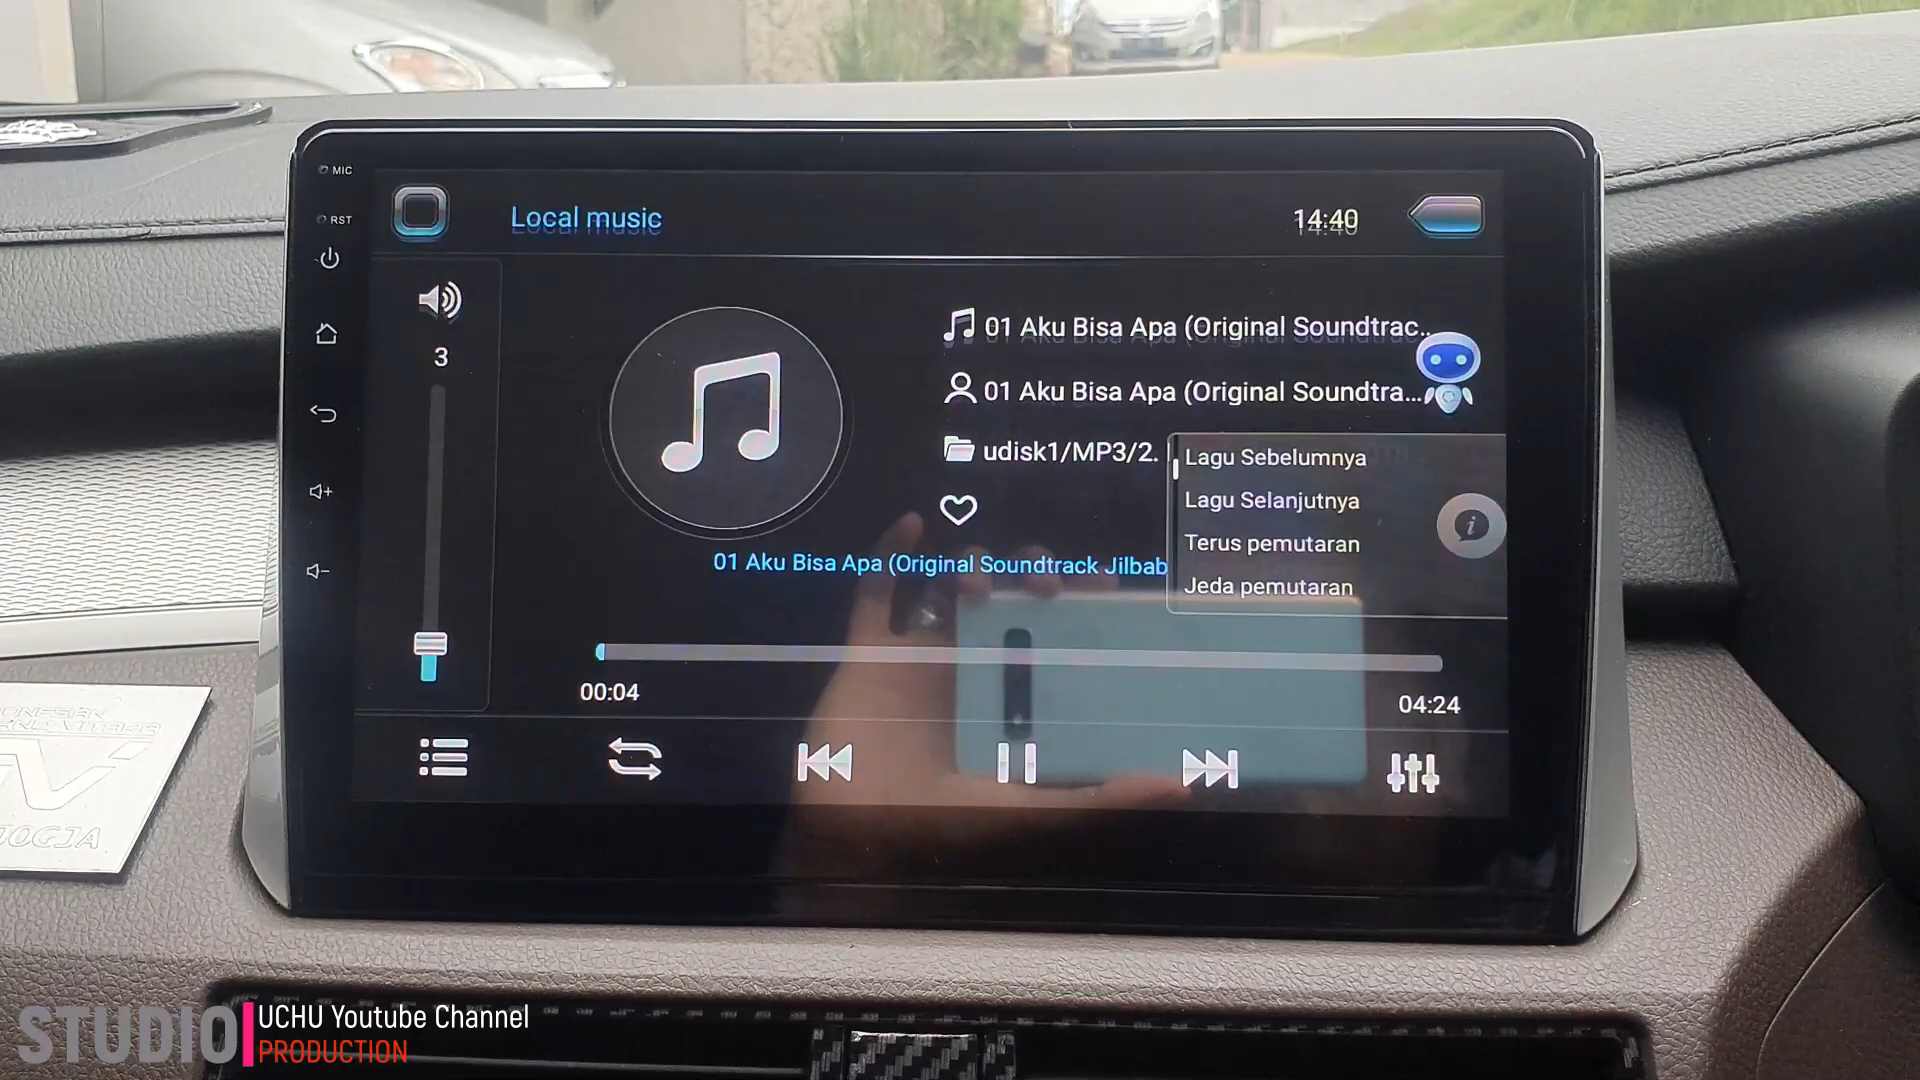 MIC
RST
Local music
14:40
3
01 Aku Bisa Apa (Original Soundtrac..
01 Aku Bisa Apa (Original Soundtra...
udisk1/MP3/2.
Lagu Sebelumnya
Lagu Selanjutnya
Terus pemutaran
Jeda pemutaran
01 Aku Bisa Apa (Original Soundtrack Jilbab
00:04
04:24
JOGJA
STUDIO
UCHU Youtube Channel
PRODUCTION